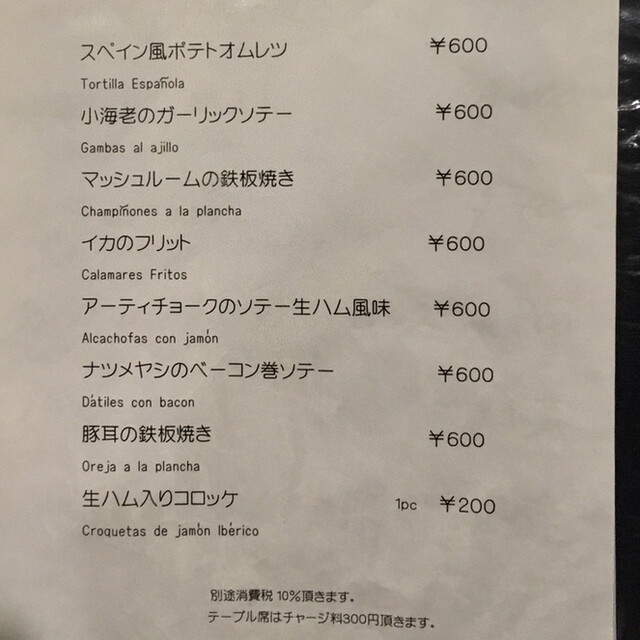 スペイン風ポテトオムレツ ¥600
Tortilla Española
小海老のガーリックソテー ¥600
Gambas al ajillo
マッシュルームの鉄板焼き ¥600
Champiñones a la plancha
イカのフリット ¥600
Calamares Fritos
アーティチョークのソテー生ハム風味 ¥600
Alcachofas con jamón
ナツメヤシのベーコン巻ソテー ¥600
Dátiles con bacon
豚耳の鉄板焼き ¥600
Oreja a la plancha
生ハム入りコロッケ 1pc ¥200
Croquetas de jamón Ibérico
別途消費税10%頂きます。
テーブル席はチャージ料300円頂きます。